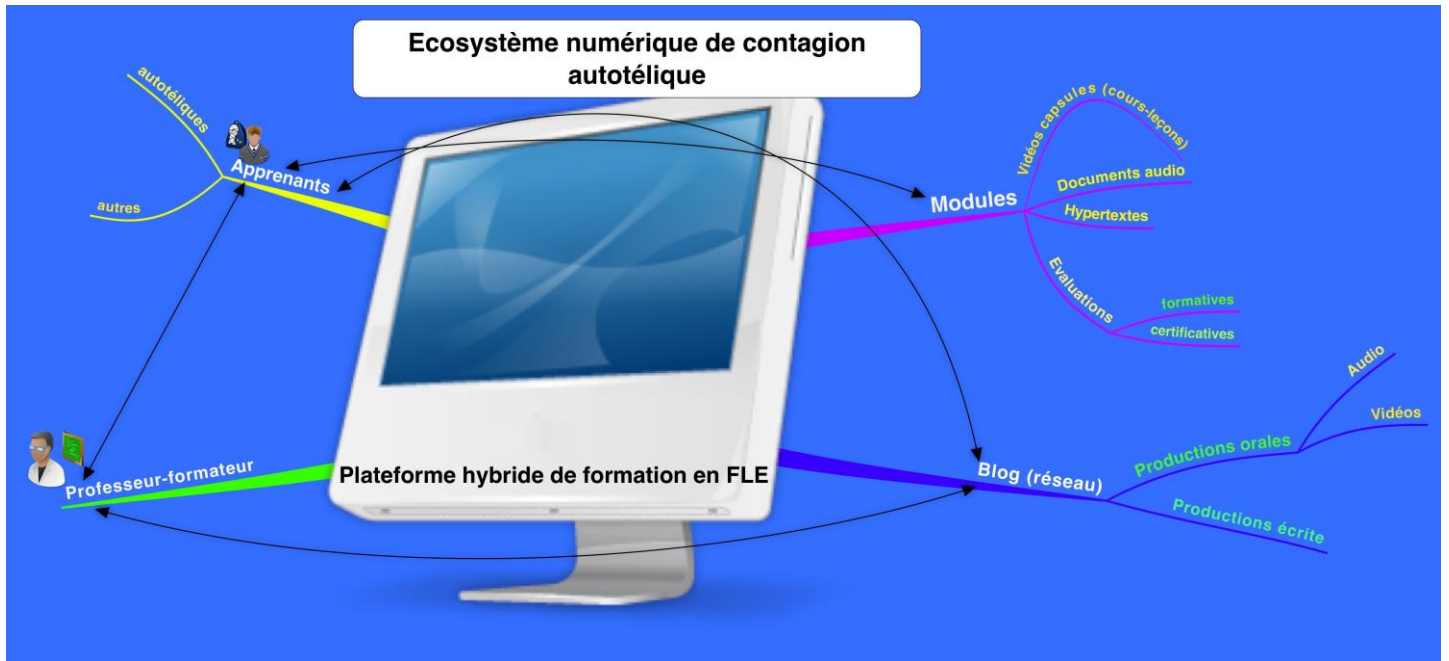 Ecosystème numérique de contagion
autotélique
autotéliques
Apprenants
autres
Professeur-formateur
Plateforme hybride de formation en FLE
Modules
Vidéos capsules (cours-leçons)
Documents audio
Hypertextes
Evaluations
formatives
certificatives
Blog (réseau)
Productions orales
Audio
Vidéos
Productions écrite